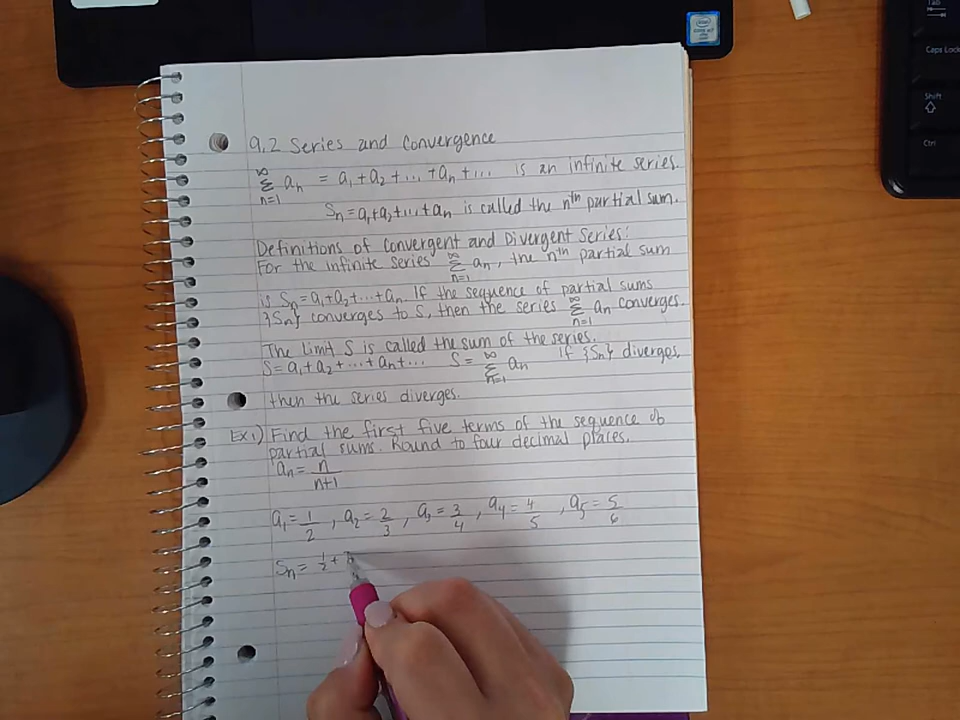 9.2 Series and Convergence
∞
Σ an = a1 + a2 + ... + an + ... is an infinite series.
n=1
Sn = a1 + a2 + ... + an is called the nth partial sum.
Definitions of Convergent and Divergent Series:
For the infinite series ∞ Σ n=1 an, the nth partial sum
is Sn = a1 + a2 + ... + an. If the sequence of partial sums
{Sn} converges to S, then the series ∞ Σ n=1 an converges.
The limit S is called the sum of the series.
S = a1 + a2 + ... + an + ... S = ∞ Σ n=1 an If {Sn} diverges,
then the series diverges.
Ex 1) Find the first five terms of the sequence of
partial sums. Round to four decimal places.
an = n/n+1
a1 = 1/2, a2 = 2/3, a3 = 3/4, a4 = 4/5, a5 = 5/6
Sn = 1/2 +
Tab
Caps Lock
Shift
Ctrl
intel